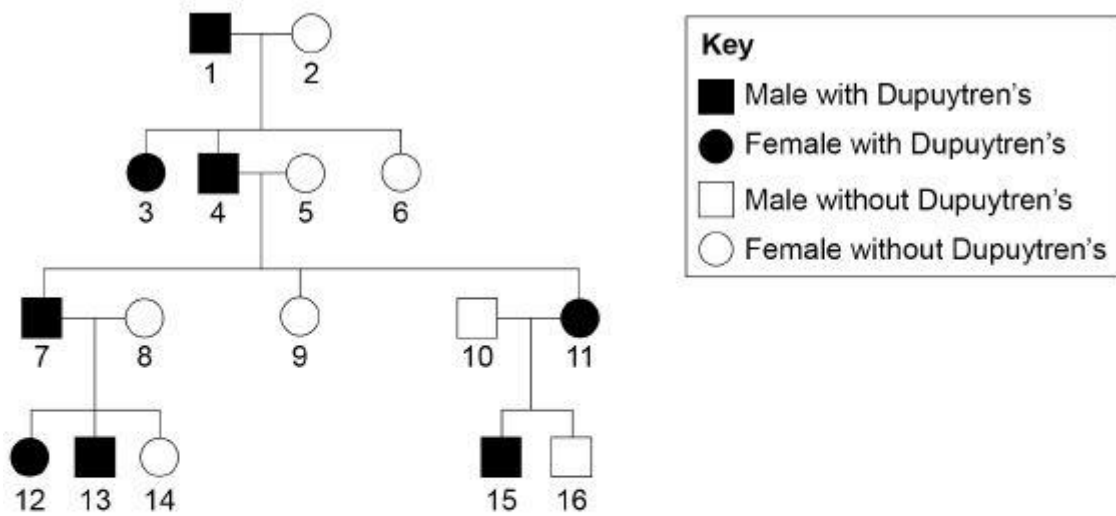 Key
Male with Dupuytren's
Female with Dupuytren's
Male without Dupuytren's
Female without Dupuytren's
1 2
3 4 5 6
7 8 9 10 11
12 13 14 15 16